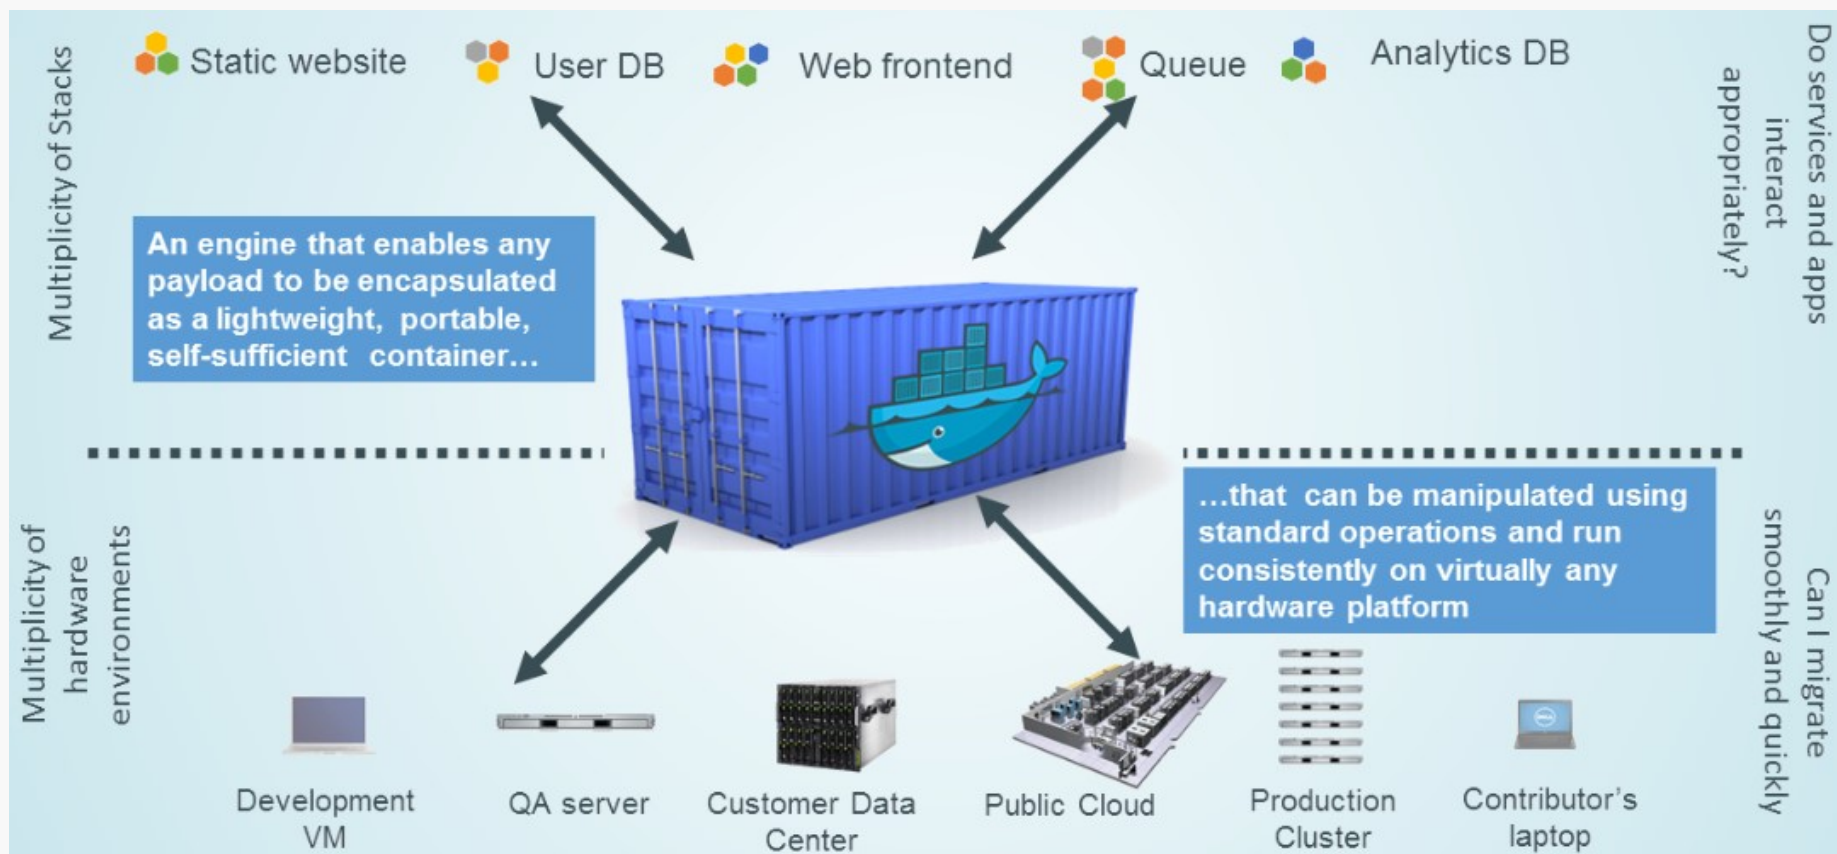 Static website
User DB
Web frontend
Queue
Analytics DB
Multiplicity of Stacks
Do services and apps
interact
appropriately?
An engine that enables any
payload to be encapsulated
as a lightweight, portable,
self-sufficient container…
…that can be manipulated using
standard operations and run
consistently on virtually any
hardware platform
Multiplicity of
hardware
environments
Can I migrate
smoothly and quickly
DELL
Development
VM
QA server
Customer Data
Center
Public Cloud
Production
Cluster
Contributor’s
laptop